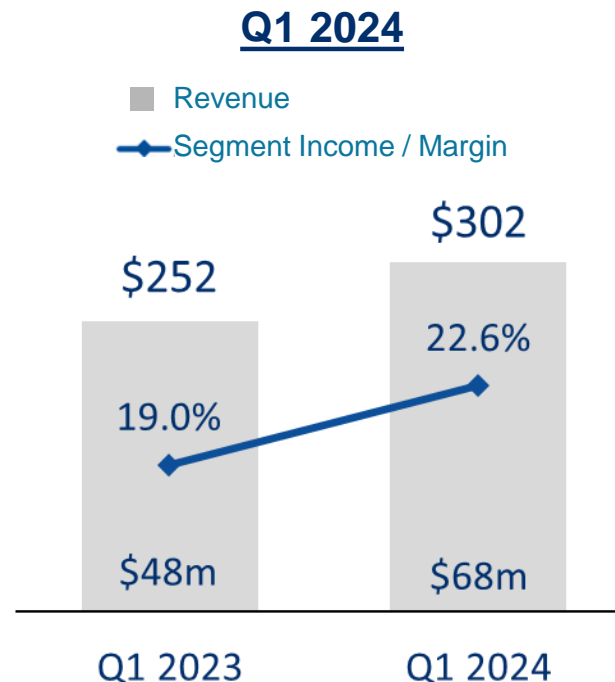 Q1 2024
Revenue
Segment Income / Margin
$302
$252
22.6%
19.0%
$48m
$68m
Q1 2023
Q1 2024